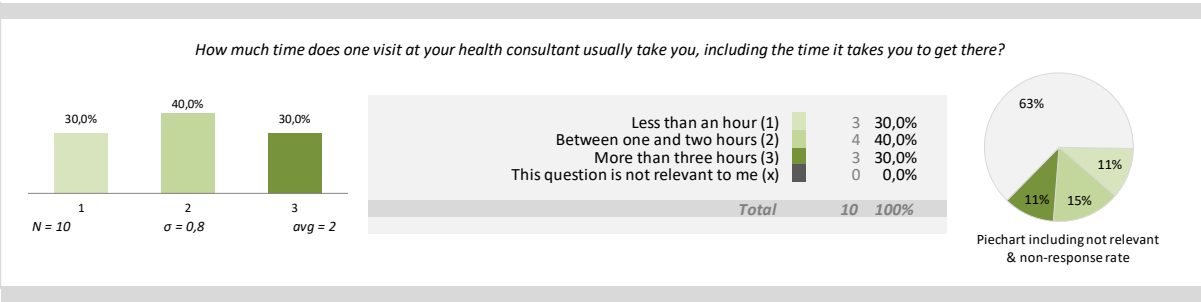 How much time does one visit at your health consultant usually take you, including the time it takes you to get there?
30,0%
40,0%
30,0%
1
2
3
N = 10
σ = 0,8
avg = 2
Less than an hour (1) 3 30,0%
Between one and two hours (2) 4 40,0%
More than three hours (3) 3 30,0%
This question is not relevant to me (x) 0 0,0%
Total 10 100%
63%
11%
15%
11%
Piechart including not relevant
& non-response rate